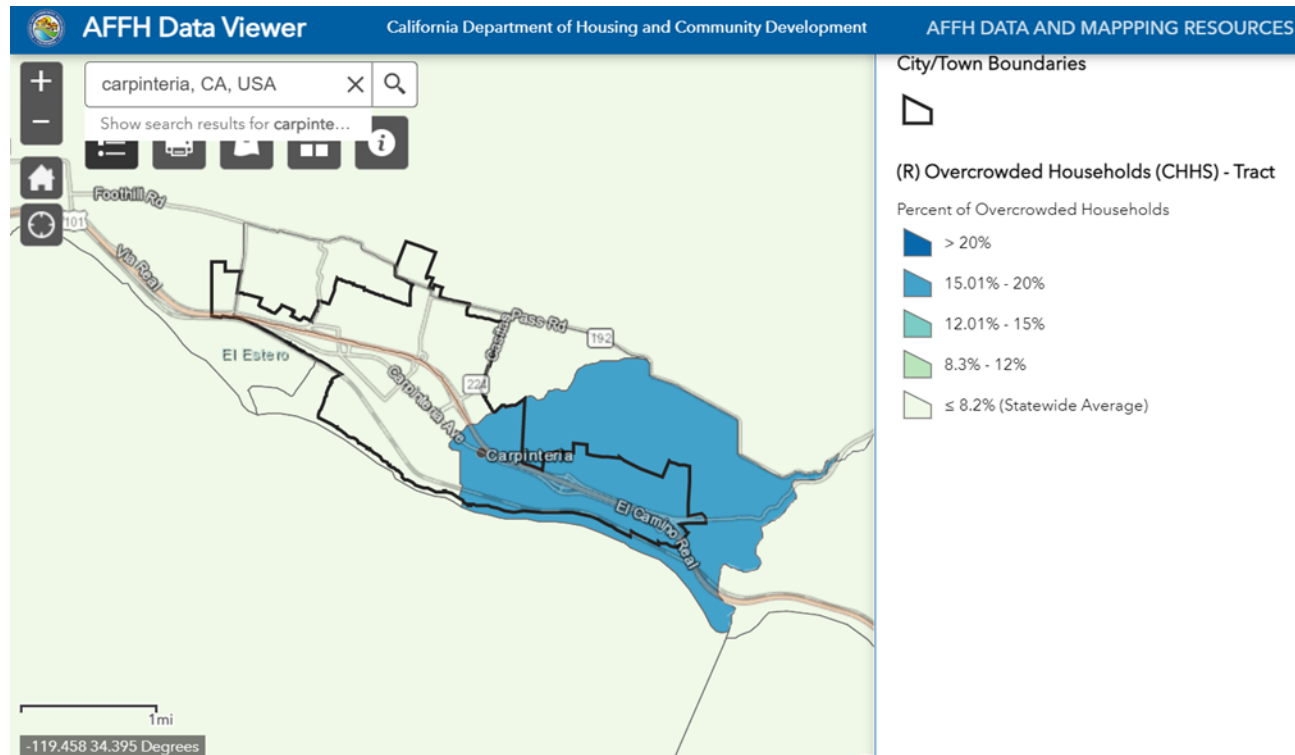 AFFH Data Viewer
California Department of Housing and Community Development
AFFH DATA AND MAPPPING RESOURCES
+
carpinteria, CA, USA
−
Show search results for carpinte...
Foothill Rd
101
Via Real
Pass Rd
192
Casitas
El Estero
224
Carpinteria Ave
Carpinteria
El Camino Real
1mi
-119.458 34.395 Degrees
City/Town Boundaries
(R) Overcrowded Households (CHHS) - Tract
Percent of Overcrowded Households
> 20%
15.01% - 20%
12.01% - 15%
8.3% - 12%
≤ 8.2% (Statewide Average)